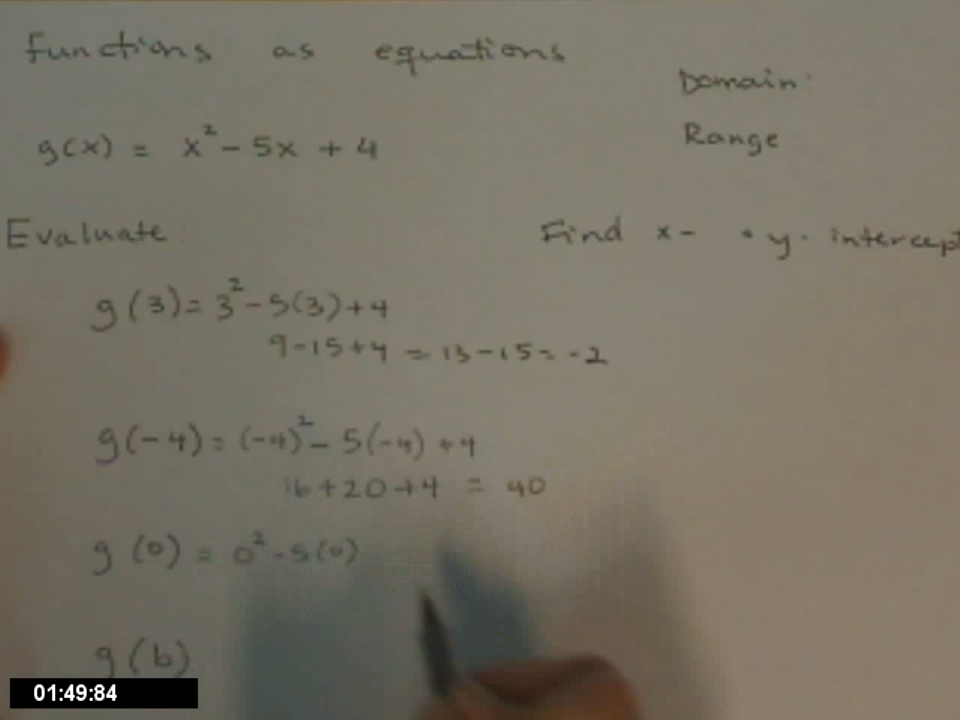 Functions as equations
Domain:
g(x) = x² - 5x + 4
Range
Evaluate
Find x- + y- intercept
g(3) = 3² - 5(3) + 4
9 - 15 + 4 = 13 - 15 = -2
g(-4) = (-4)² - 5(-4) + 4
16 + 20 + 4 = 40
g(0) = 0² - 5(0)
g(b)
01:49:84